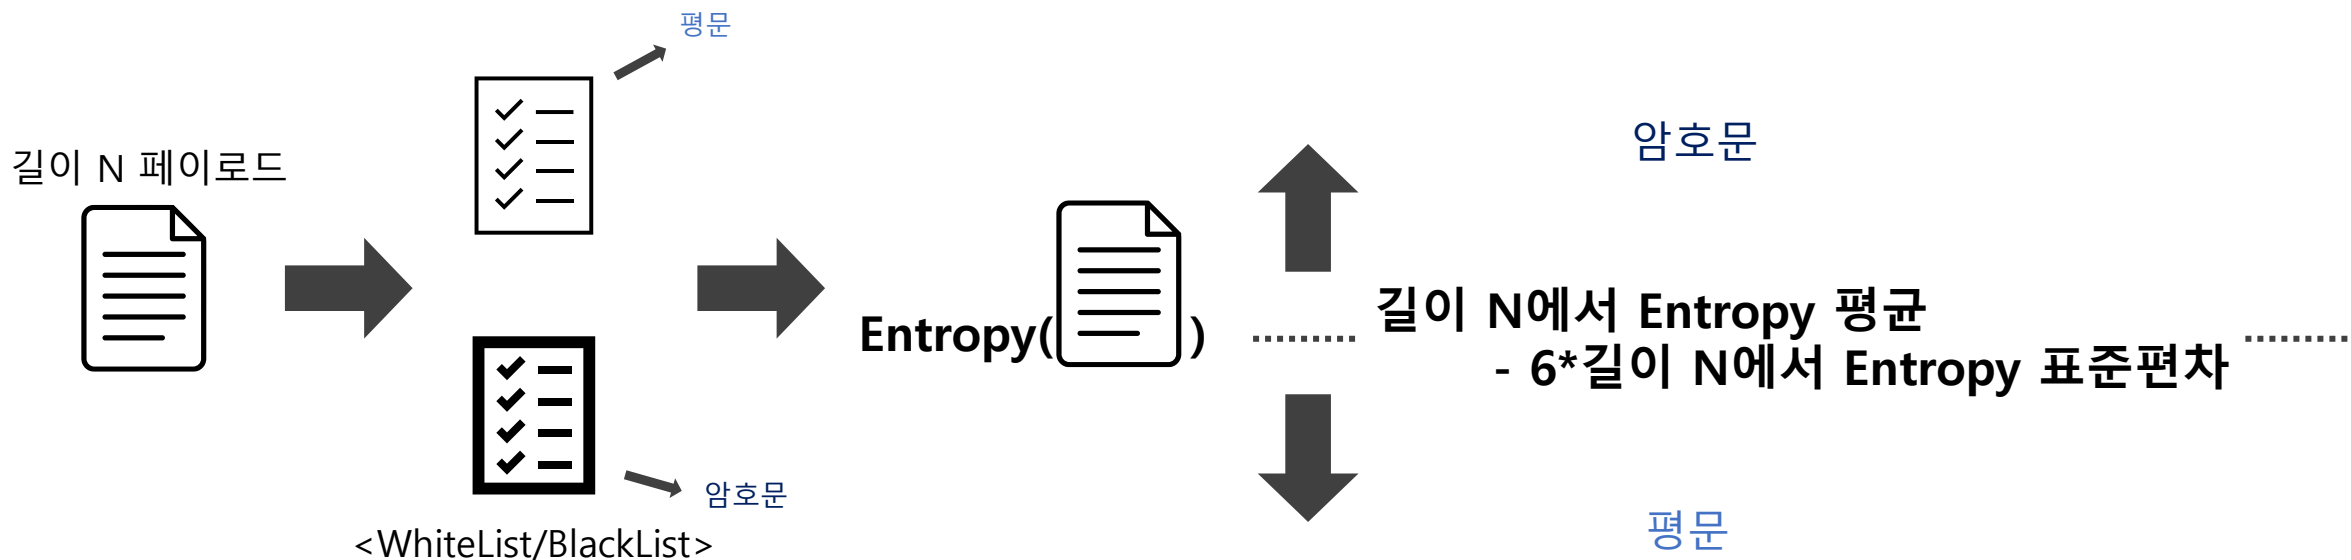 길이 N 페이로드
평문
암호문
<WhiteList/BlackList>
Entropy( )
암호문
길이 N에서 Entropy 평균
- 6*길이 N에서 Entropy 표준편차
평문